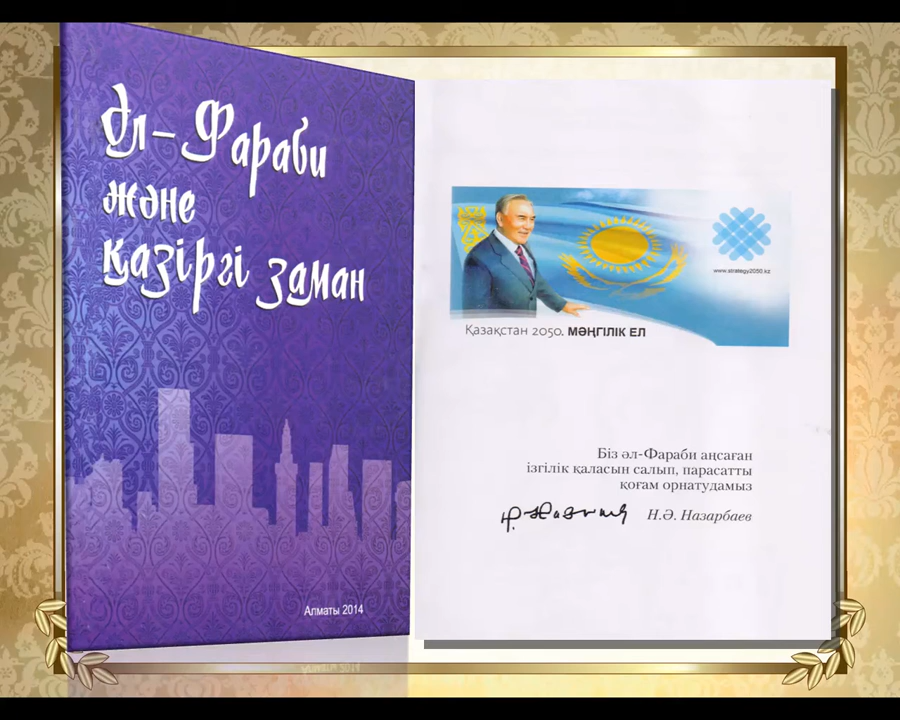 Әл-Фараби
және
қазіргі заман
Алматы 2014
www.strategy2050.kz
Қазақстан 2050. МӘҢГІЛІК ЕЛ
Біз әл-Фараби аңсаған
ізгілік қаласын салып, парасатты
қоғам орнатудамыз
Н.Ә. Назарбаев